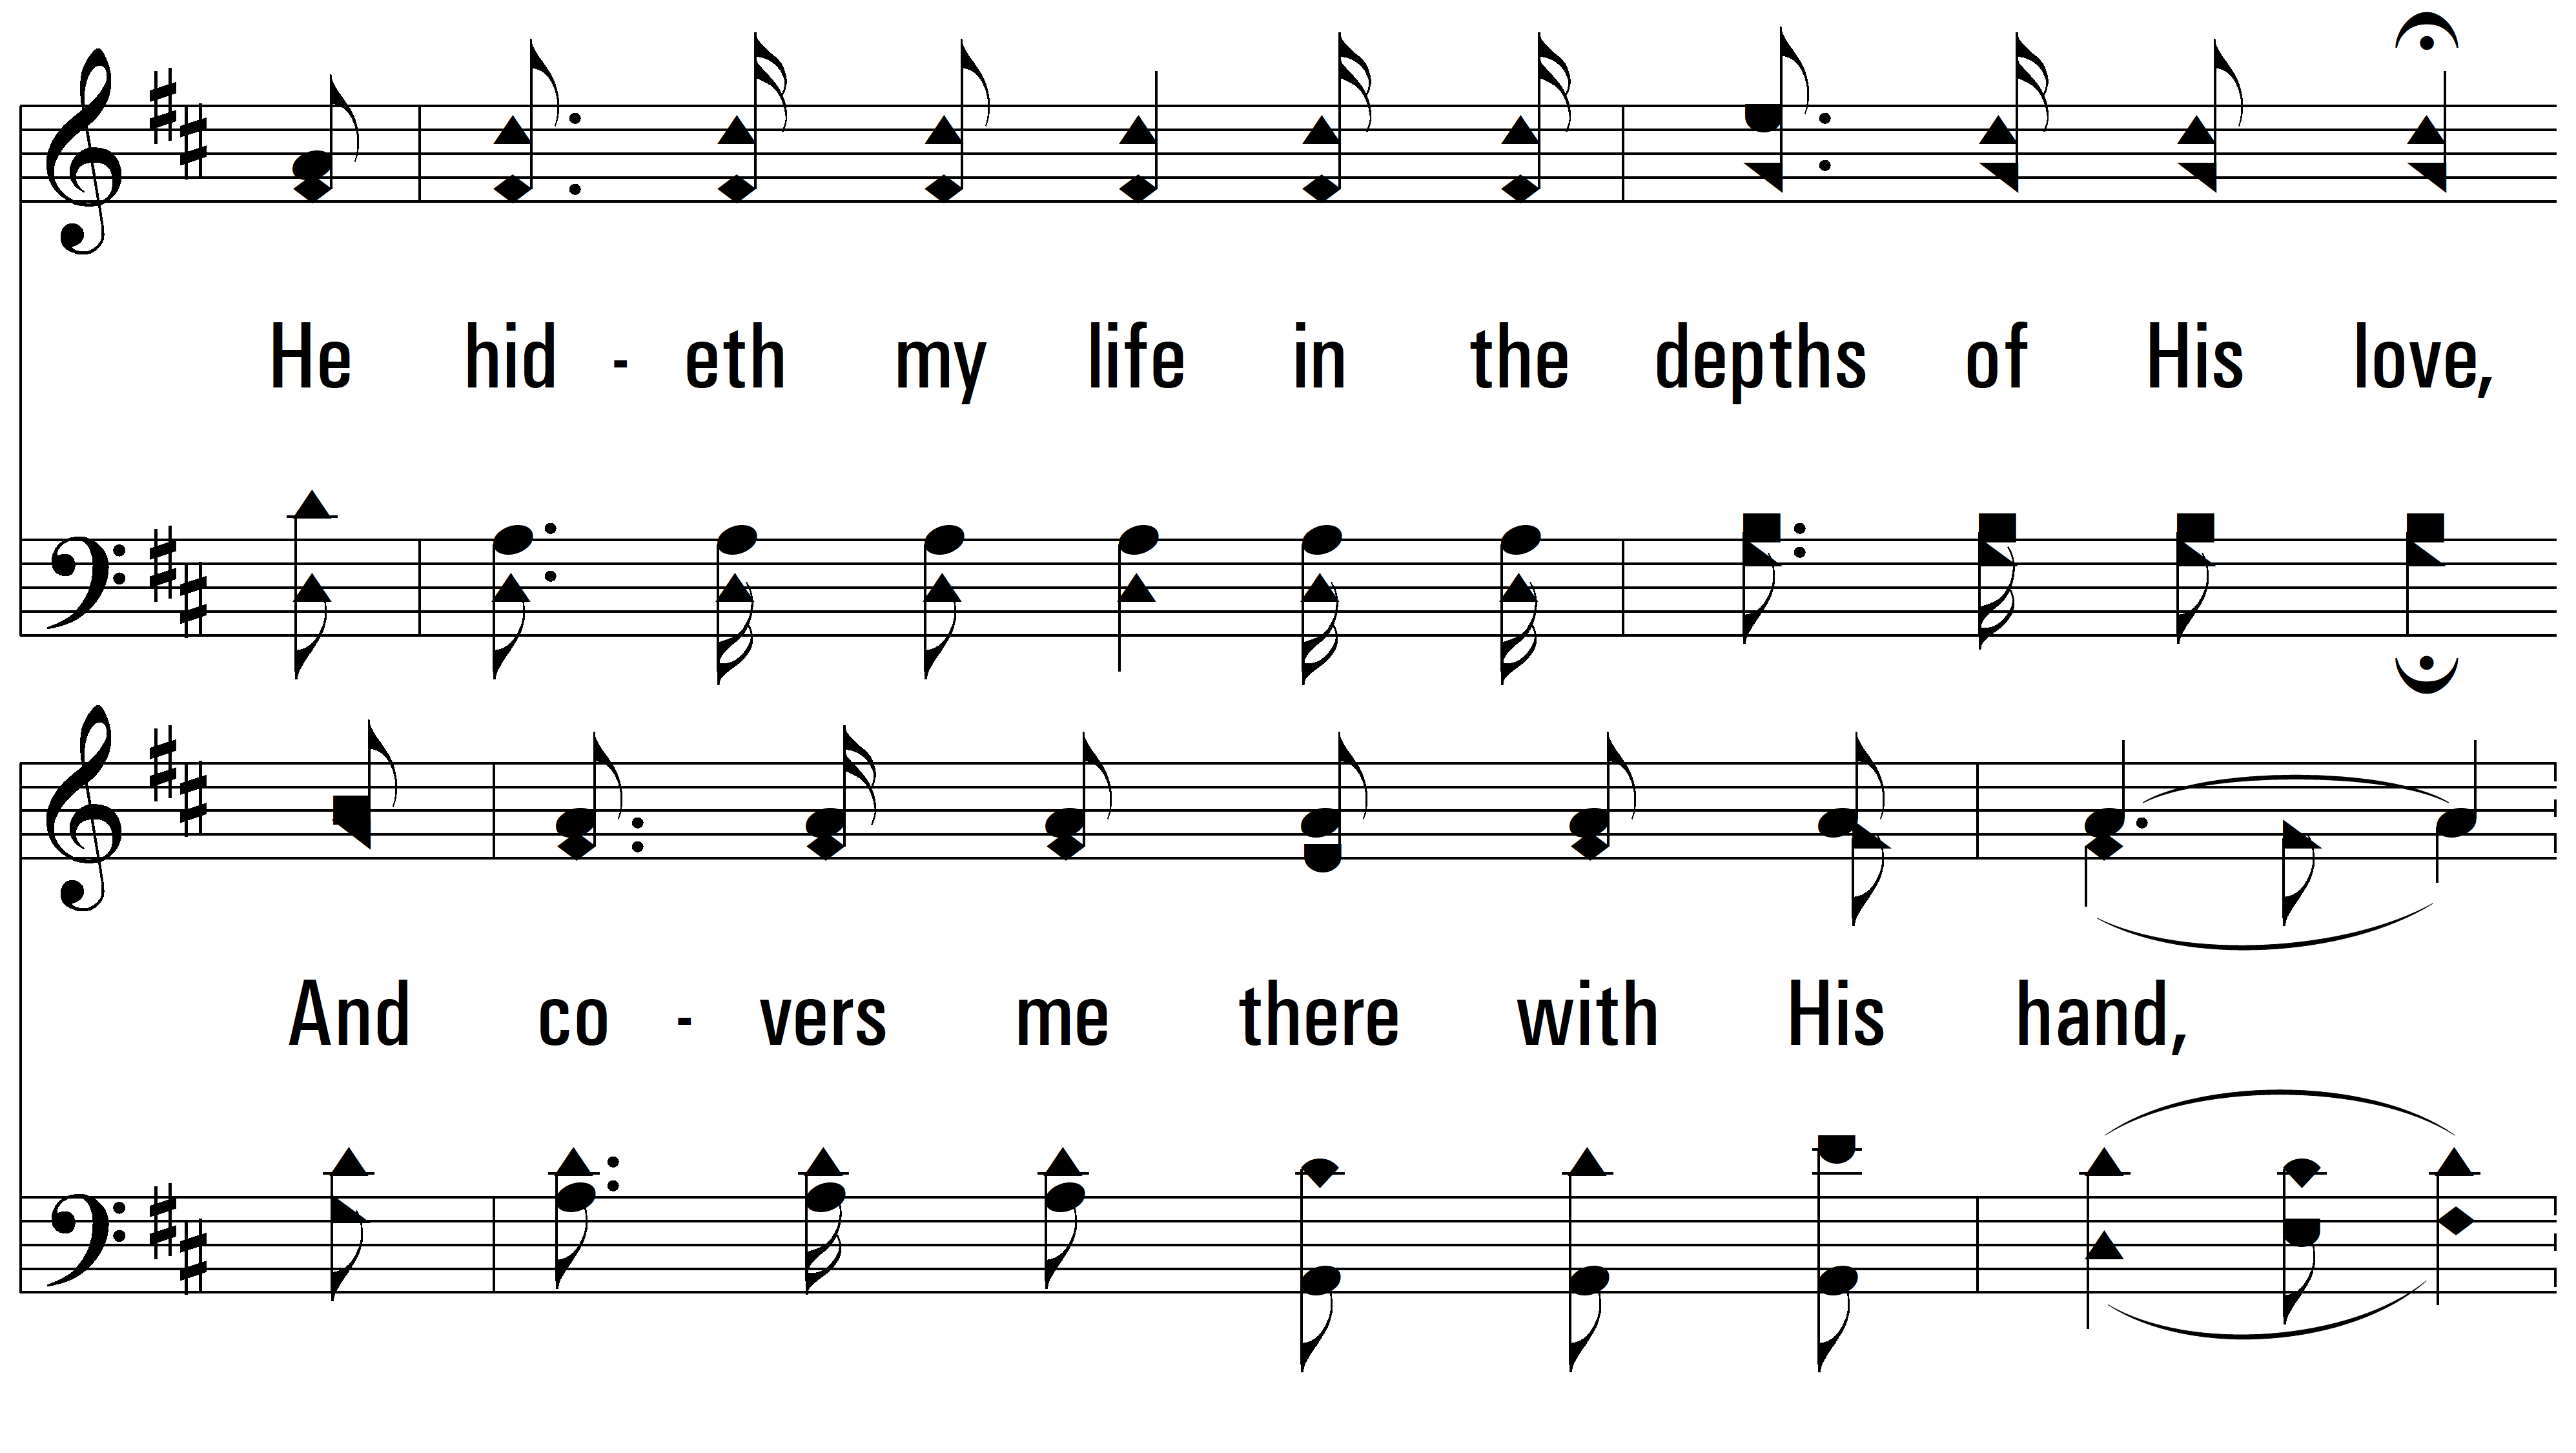 He hid - eth my life in the depths of His love,
And co - vers me there with His hand,